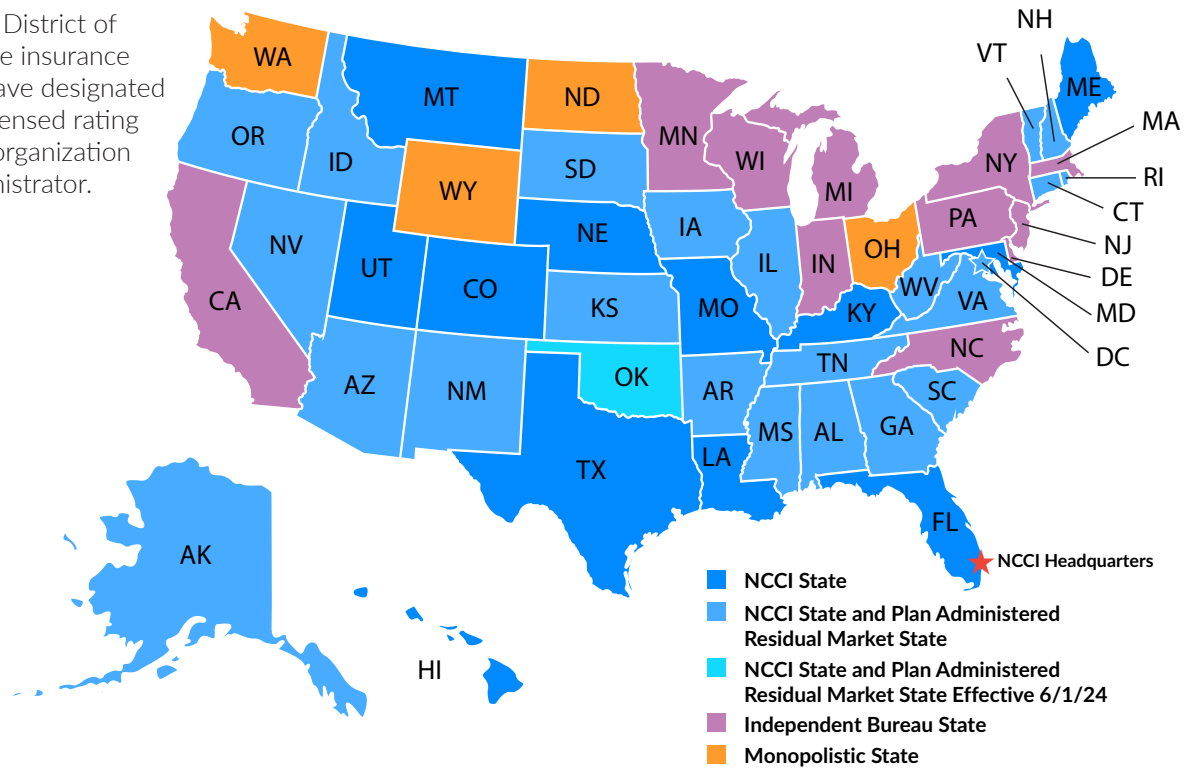 District of
e insurance
ave designated
ensed rating
organization
nistrator.
NH
VT
WA
MT
ND
ME
MN
MA
OR
ID
WI
NY
SD
MI
RI
WY
CT
IA
PA
NE
NJ
NV
OH
UT
IL
IN
DE
CO
WV
CA
VA
KS
MO
KY
MD
NC
DC
TN
OK
AZ
NM
AR
SC
MS
AL
GA
LA
TX
FL
AK
NCCI Headquarters
HI
NCCI State
NCCI State and Plan Administered
Residual Market State
NCCI State and Plan Administered
Residual Market State Effective 6/1/24
Independent Bureau State
Monopolistic State